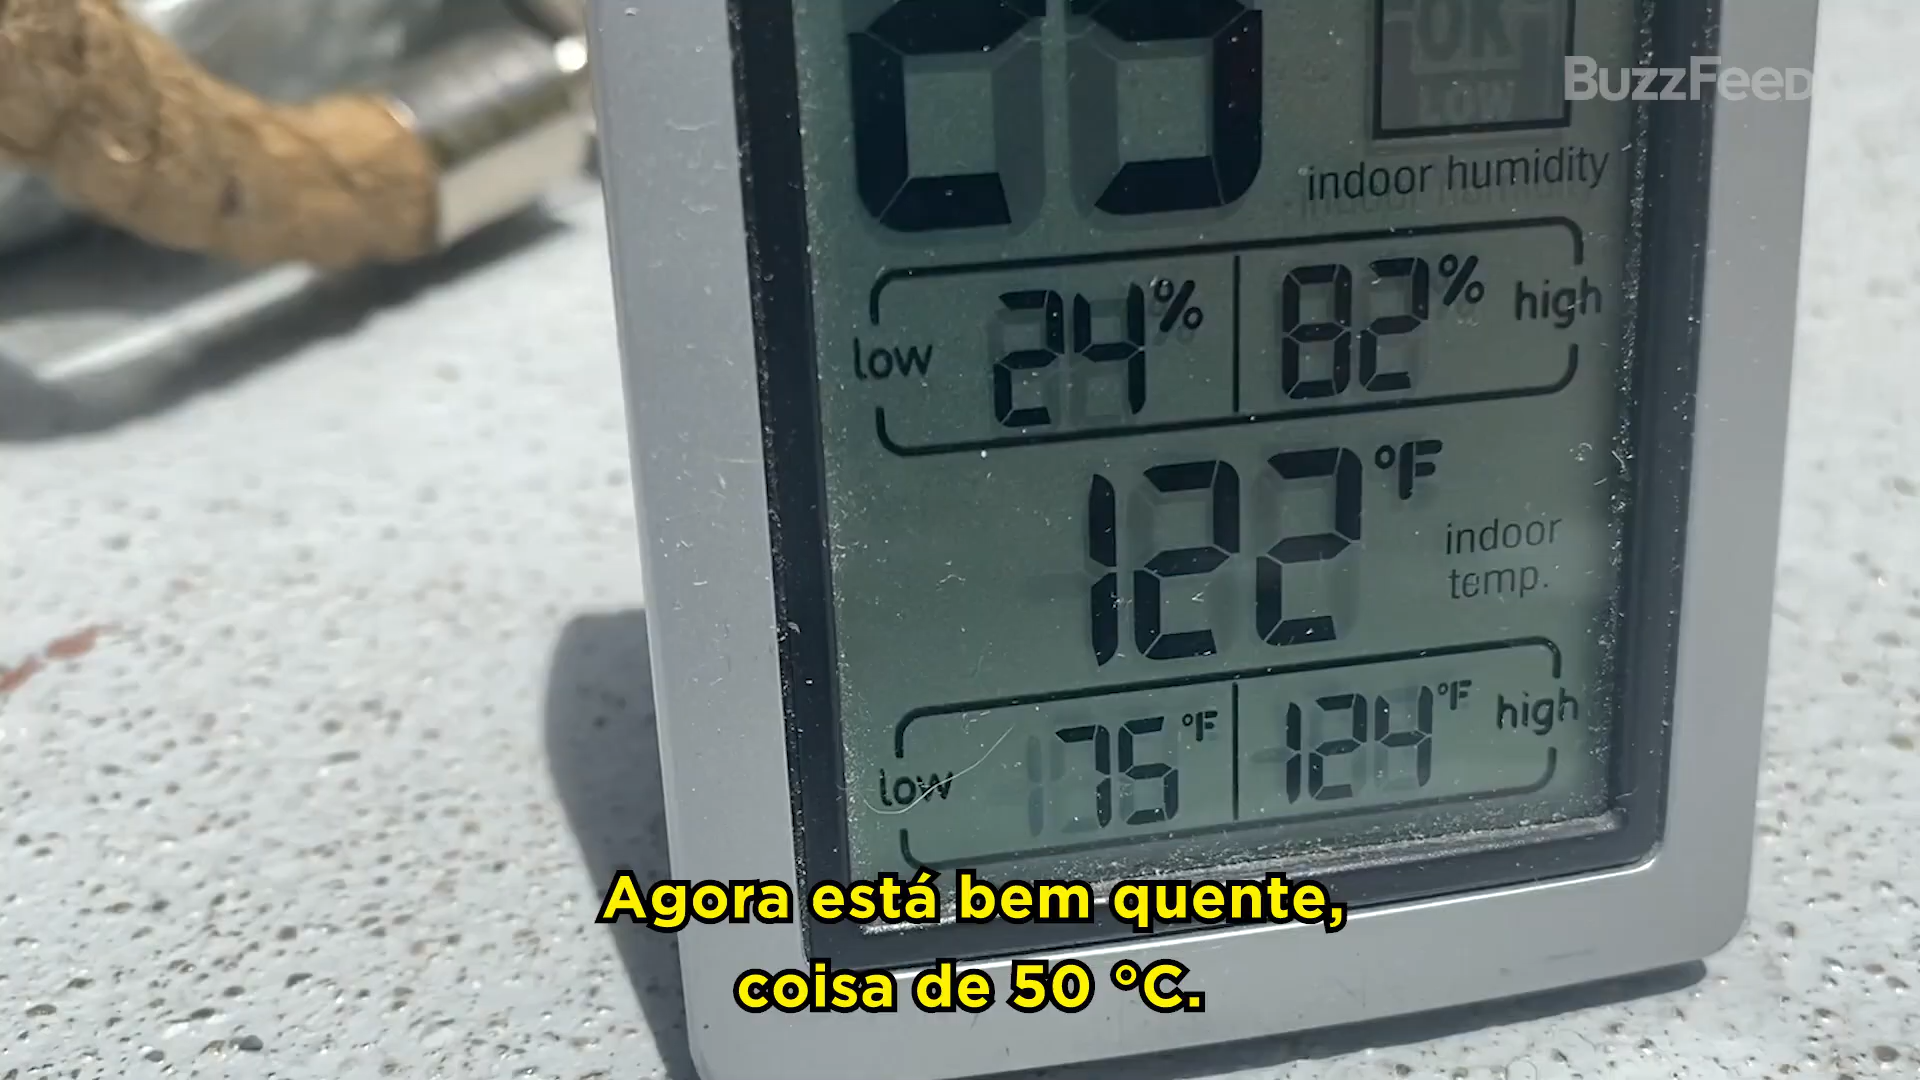 OK
LOW
BuzzFeed
indoor humidity
low 24% 82% high
122 °F
indoor
temp.
low 75 °F 124 °F high
Agora está bem quente,
coisa de 50 °C.